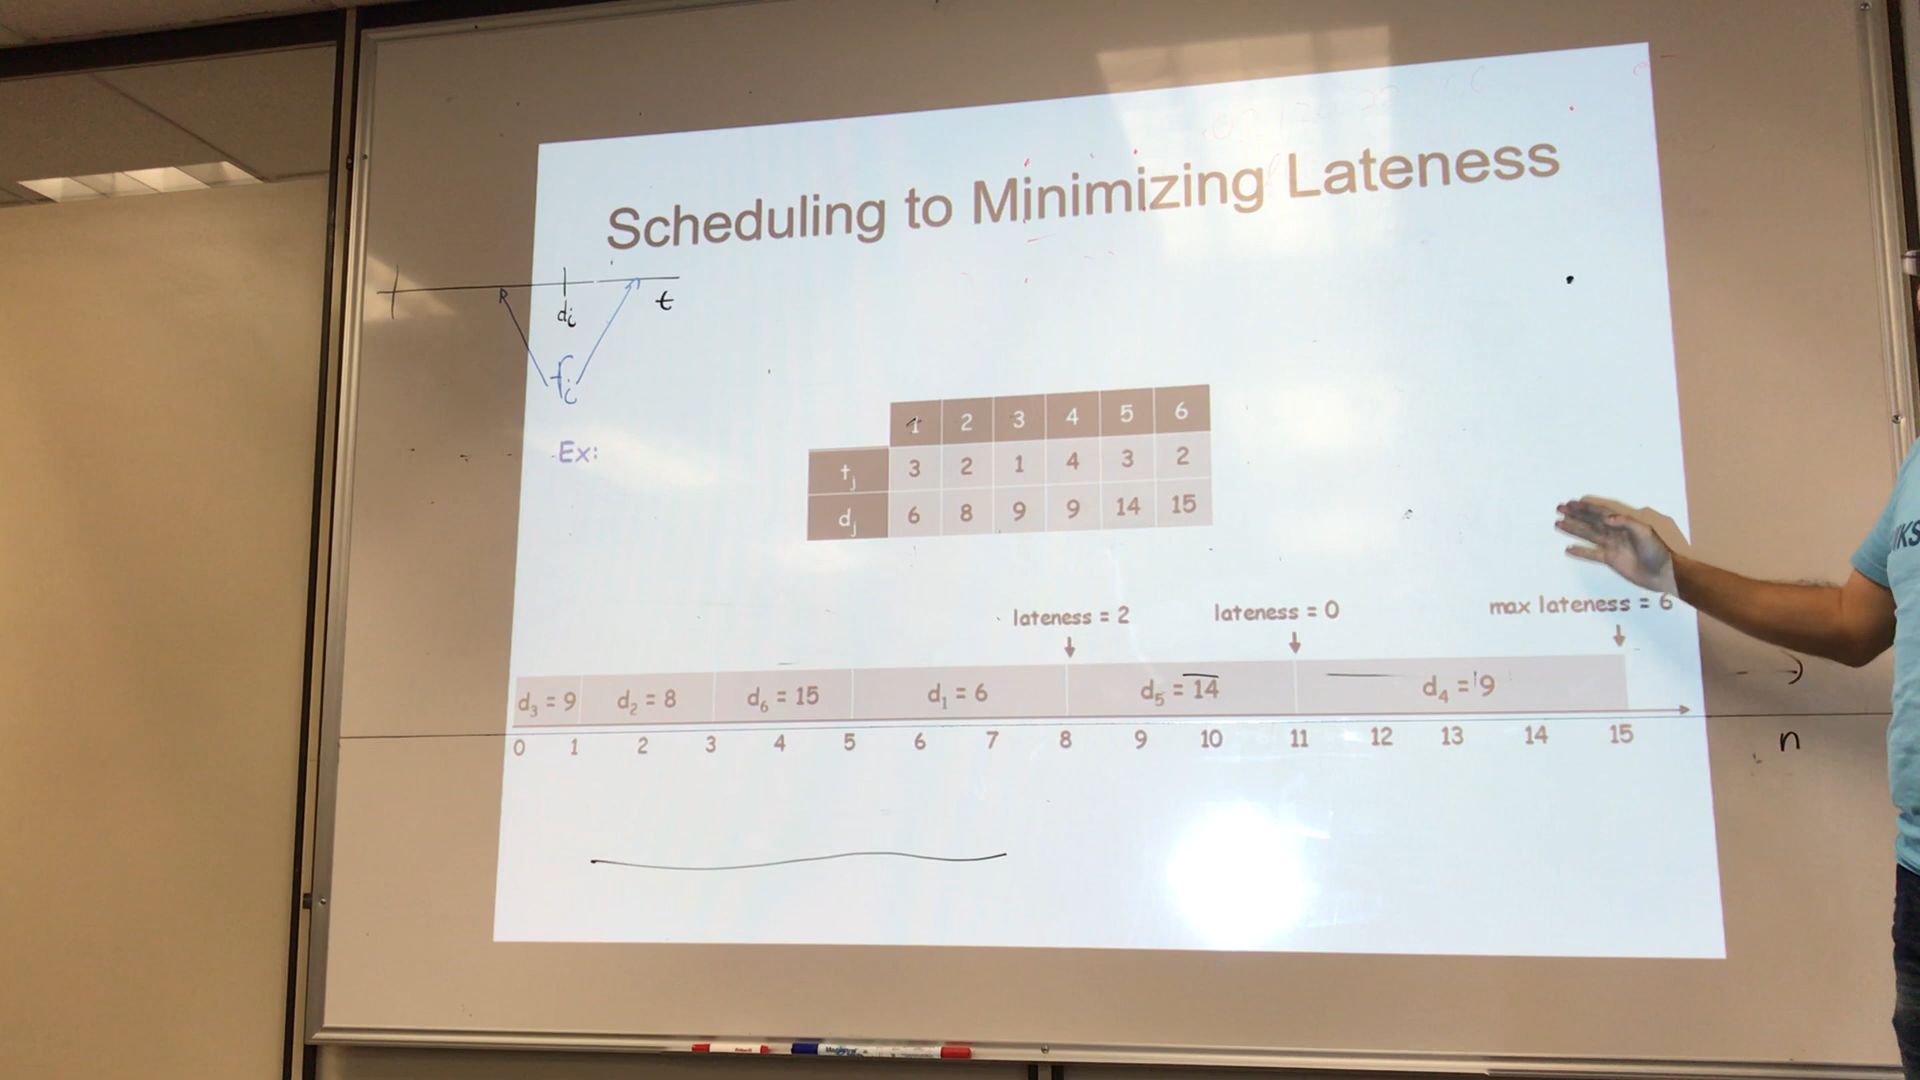 Scheduling to Minimizing Lateness
di
t
fi
Ex:
1 2 3 4 5 6
tj 3 2 1 4 3 2
dj 6 8 9 9 14 15
lateness = 2 lateness = 0 max lateness = 6
d3 = 9 d2 = 8 d6 = 15 d1 = 6 d5 = 14 d4 = 9
0 1 2 3 4 5 6 7 8 9 10 11 12 13 14 15 n